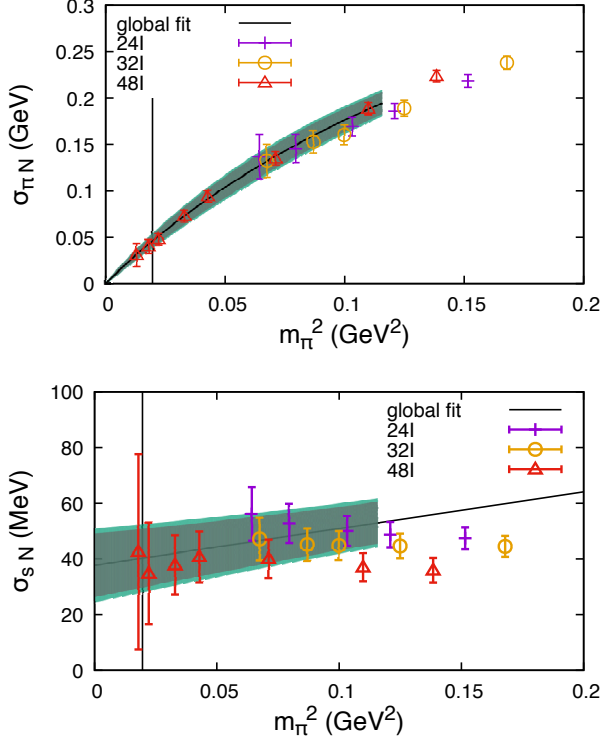 0.3
0.25
0.2
0.15
0.1
0.05
0
σπ N (GeV)
global fit
24I
32I
48I
0 0.05 0.1 0.15 0.2
mπ² (GeV²)
100
80
60
40
20
0
σs N (MeV)
global fit
24I
32I
48I
0 0.05 0.1 0.15 0.2
mπ² (GeV²)